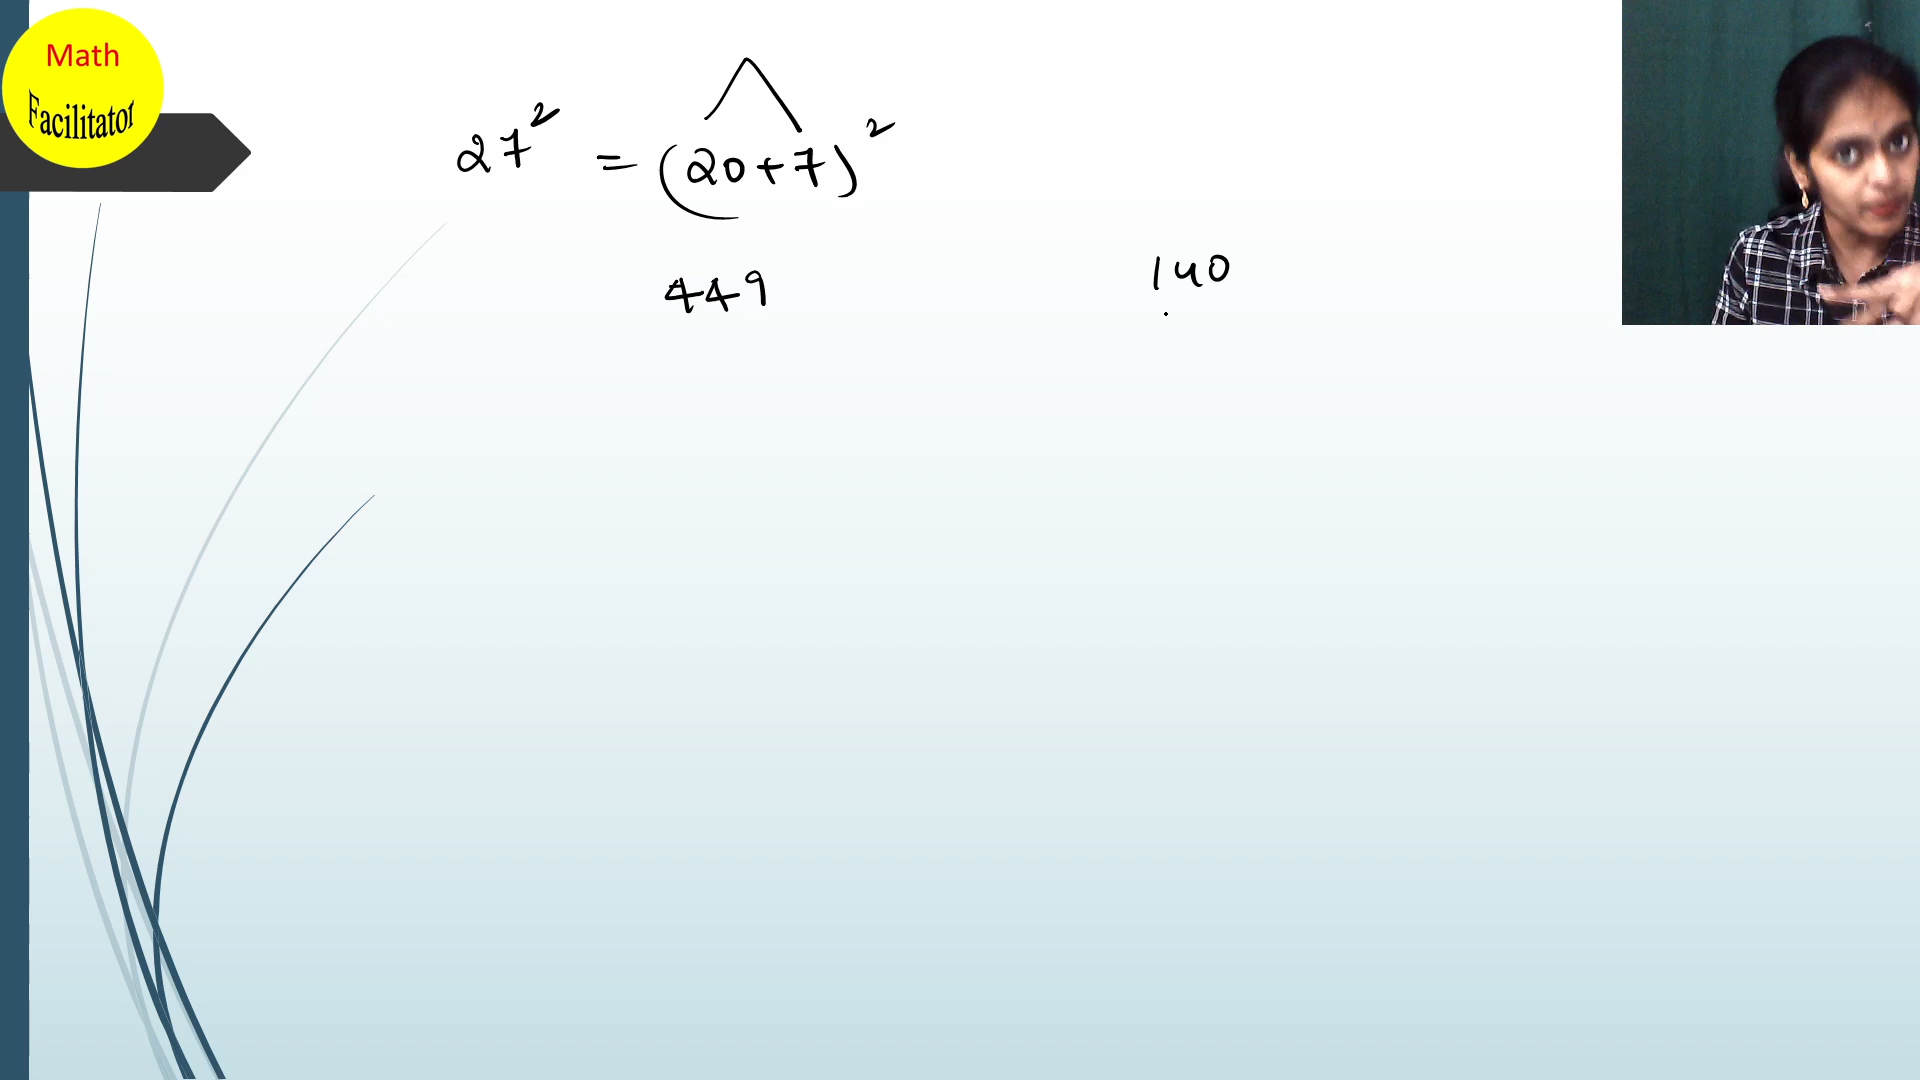 Math
Facilitator
27² = (20+7)²
449
140